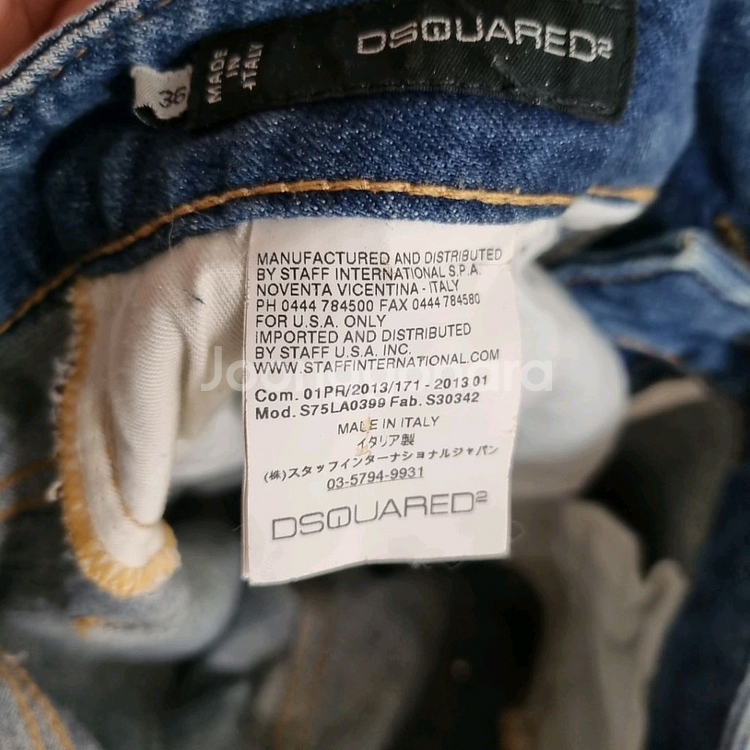 DSQUARED²
MADE
IN
ITALY
36
MANUFACTURED AND DISTRIBUTED
BY STAFF INTERNATIONAL S.P.A.
NOVENTA VICENTINA - ITALY
PH 0444 784500 FAX 0444 784580
FOR U.S.A. ONLY
IMPORTED AND DISTRIBUTED
BY STAFF U.S.A. INC.
WWW.STAFFINTERNATIONAL.COM
Com. 01PR/2013/171 - 2013 01
Mod. S75LA0399 Fab. S30342
MADE IN ITALY
イタリア製
(株)スタッフインターナショナルジャパン
03-5794-9931
DSQUARED²